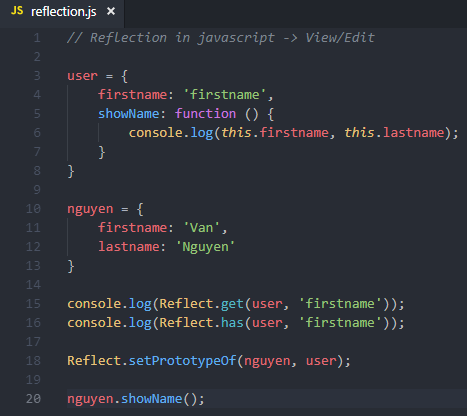 JS reflection.js ×
1 // Reflection in javascript -> View/Edit
2
3 user = {
4     firstname: 'firstname',
5     showName: function () {
6         console.log(this.firstname, this.lastname);
7     }
8 }
9
10 nguyen = {
11     firstname: 'Van',
12     lastname: 'Nguyen'
13 }
14
15 console.log(Reflect.get(user, 'firstname'));
16 console.log(Reflect.has(user, 'firstname'));
17
18 Reflect.setPrototypeOf(nguyen, user);
19
20 nguyen.showName();